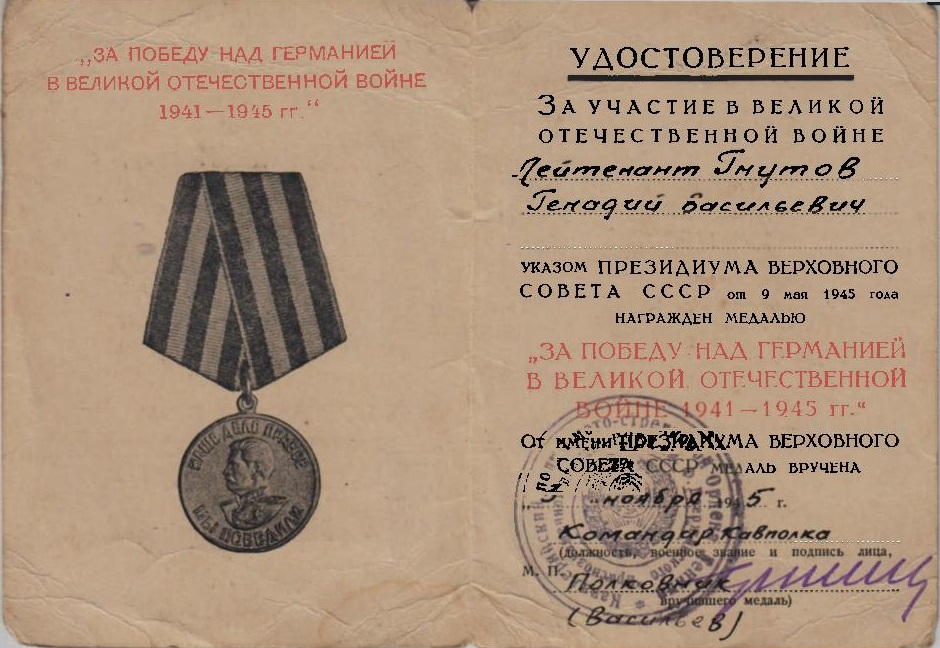 „ЗА ПОБЕДУ НАД ГЕРМАНИЕЙ
В ВЕЛИКОЙ ОТЕЧЕСТВЕННОЙ ВОЙНЕ
1941—1945 гг.“
НАШЕ ДЕЛО ПРАВОЕ
МЫ ПОБЕДИЛИ
УДОСТОВЕРЕНИЕ
ЗА УЧАСТИЕ В ВЕЛИКОЙ
ОТЕЧЕСТВЕННОЙ ВОЙНЕ
Лейтенант Гнутов
Генадий Васильевич
УКАЗОМ ПРЕЗИДИУМА ВЕРХОВНОГО
СОВЕТА СССР от 9 мая 1945 года
НАГРАЖДЕН МЕДАЛЬЮ
„ЗА ПОБЕДУ НАД ГЕРМАНИЕЙ
В ВЕЛИКОЙ ОТЕЧЕСТВЕННОЙ
ВОЙНЕ 1941—1945 гг.“
От ИМЕНИ ПРЕЗИДИУМА ВЕРХОВНОГО
СОВЕТА СССР МЕДАЛЬ ВРУЧЕНА
ноября 1945 г.
Командир Кавполка
(должность, военное звание и подпись лица,
М. П. Полковник
вручившего медаль)
(Васильев)